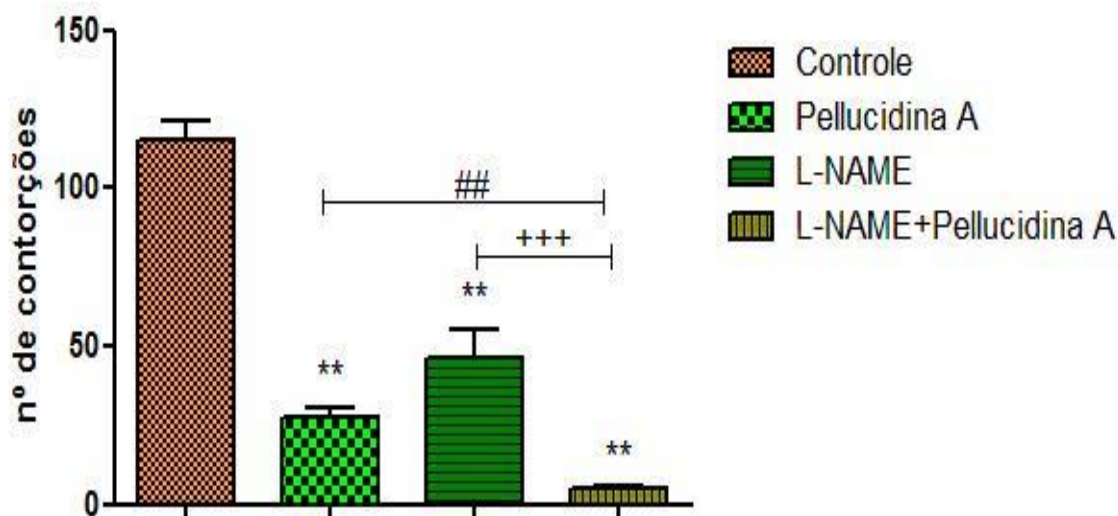 150
100
50
0
nº de contorções
##
+++
**
**
**
Controle
Pellucidina A
L-NAME
L-NAME+Pellucidina A